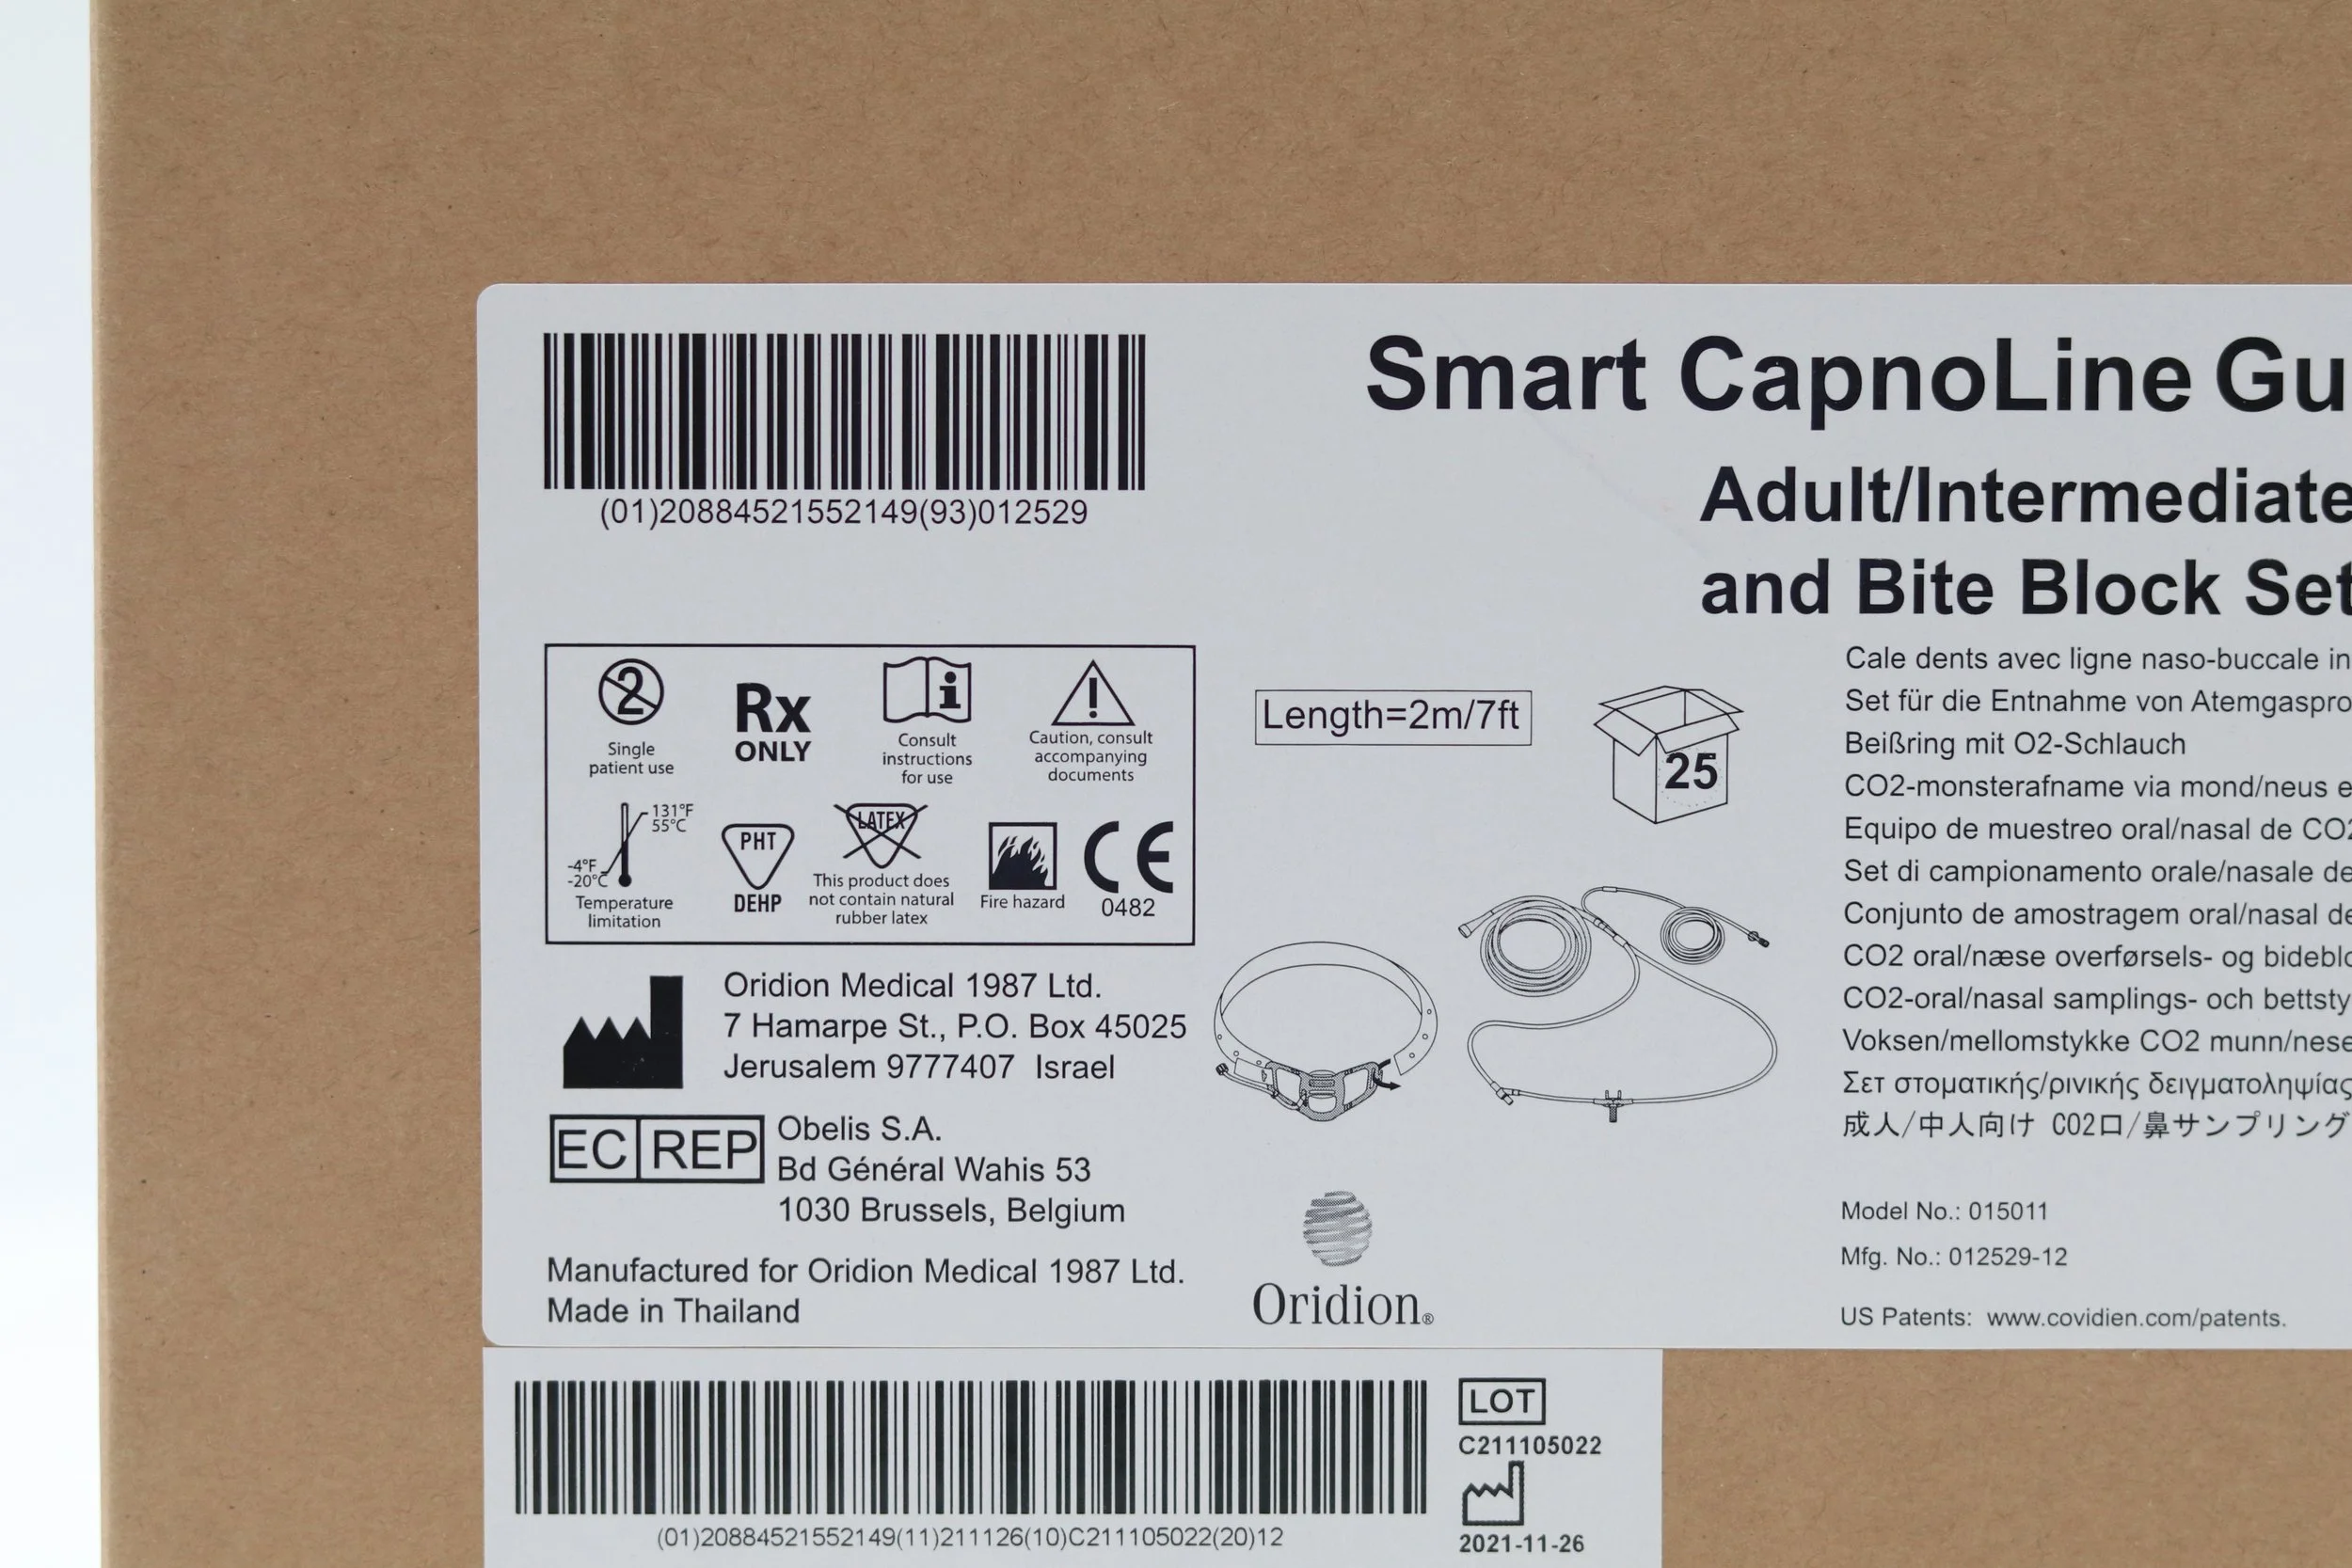 Smart CapnoLine Gu
Adult/Intermediate
and Bite Block Set
(01)20884521552149(93)012529
2
Single
patient use
Rx
ONLY
i
Consult
instructions
for use
!
Caution, consult
accompanying
documents
131°F
55°C
-4°F
-20°C
Temperature
limitation
PHT
DEHP
LATEX
This product does
not contain natural
rubber latex
Fire hazard
CE
0482
Length=2m/7ft
25
Cale dents avec ligne naso-buccale in
Set für die Entnahme von Atemgaspro
Beißring mit O2-Schlauch
CO2-monsterafname via mond/neus e
Equipo de muestreo oral/nasal de CO2
Set di campionamento orale/nasale de
Conjunto de amostragem oral/nasal de
CO2 oral/næse overførsels- og bideblo
CO2-oral/nasal samplings- och bettsty
Voksen/mellomstykke CO2 munn/nese
Σετ στοματικής/ρινικής δειγματοληψίας
成人/中人向け CO2口/鼻サンプリング
Oridion Medical 1987 Ltd.
7 Hamarpe St., P.O. Box 45025
Jerusalem 9777407 Israel
EC REP
Obelis S.A.
Bd Général Wahis 53
1030 Brussels, Belgium
Manufactured for Oridion Medical 1987 Ltd.
Made in Thailand
Oridion®
Model No.: 015011
Mfg. No.: 012529-12
US Patents: www.covidien.com/patents.
(01)20884521552149(11)211126(10)C211105022(20)12
LOT
C211105022
2021-11-26